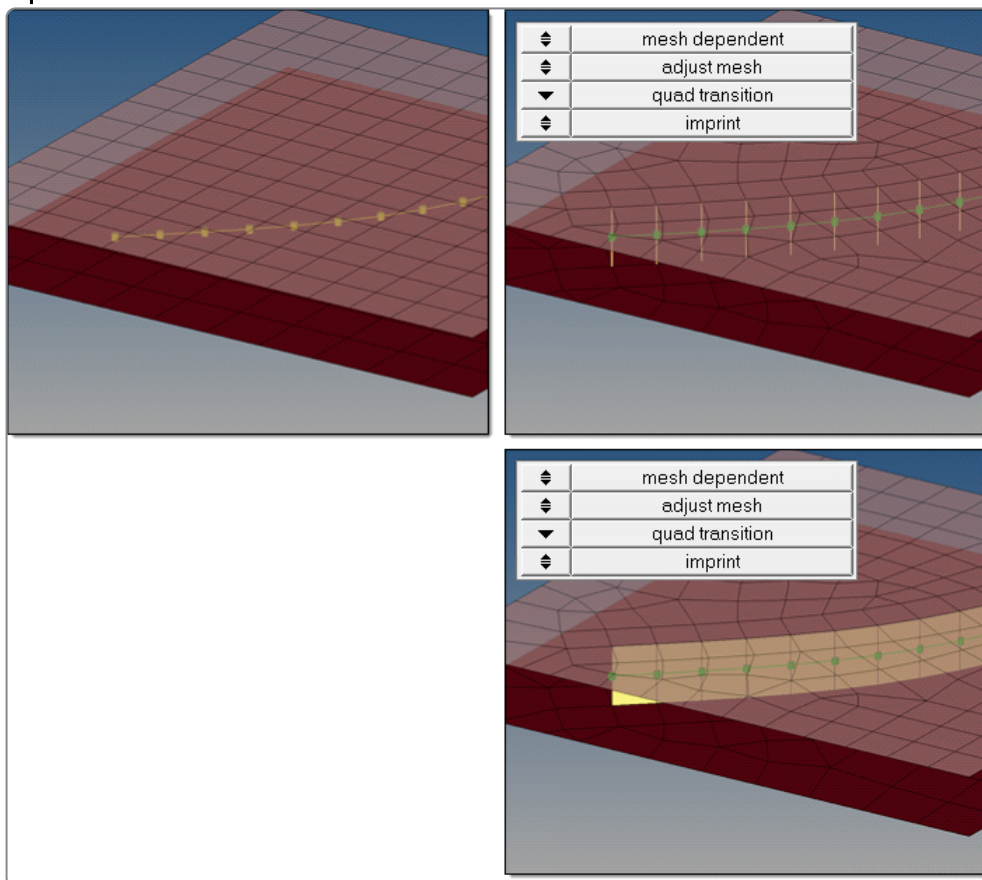 mesh dependent
adjust mesh
quad transition
imprint
mesh dependent
adjust mesh
quad transition
imprint